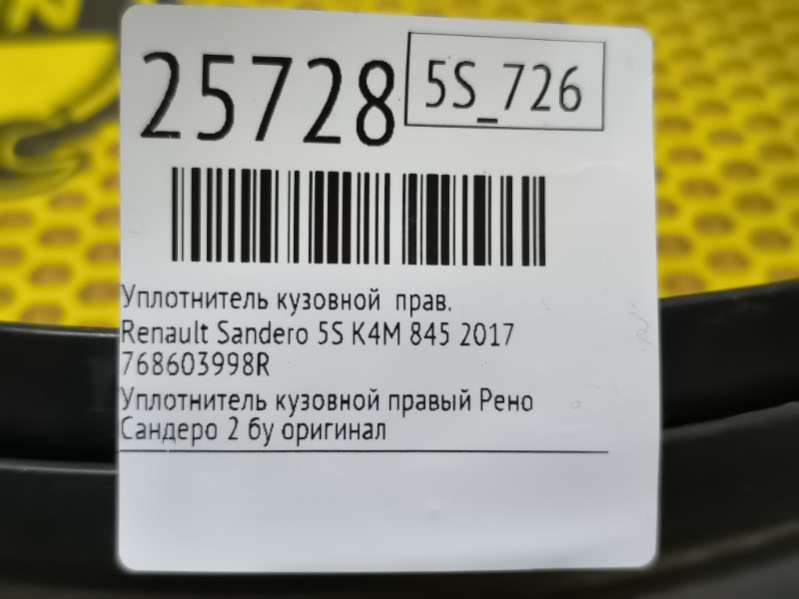 N
25728
5S_726
Уплотнитель кузовной прав.
Renault Sandero 5S K4M 845 2017
768603998R
Уплотнитель кузовной правый Рено
Сандеро 2 бу оригинал